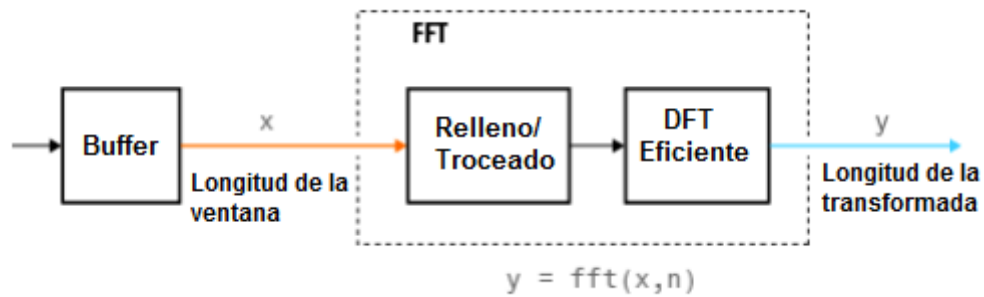 FFT
Buffer
x
Longitud de la
ventana
Relleno/
Troceado
DFT
Eficiente
y
Longitud de la
transformada
y = fft(x,n)